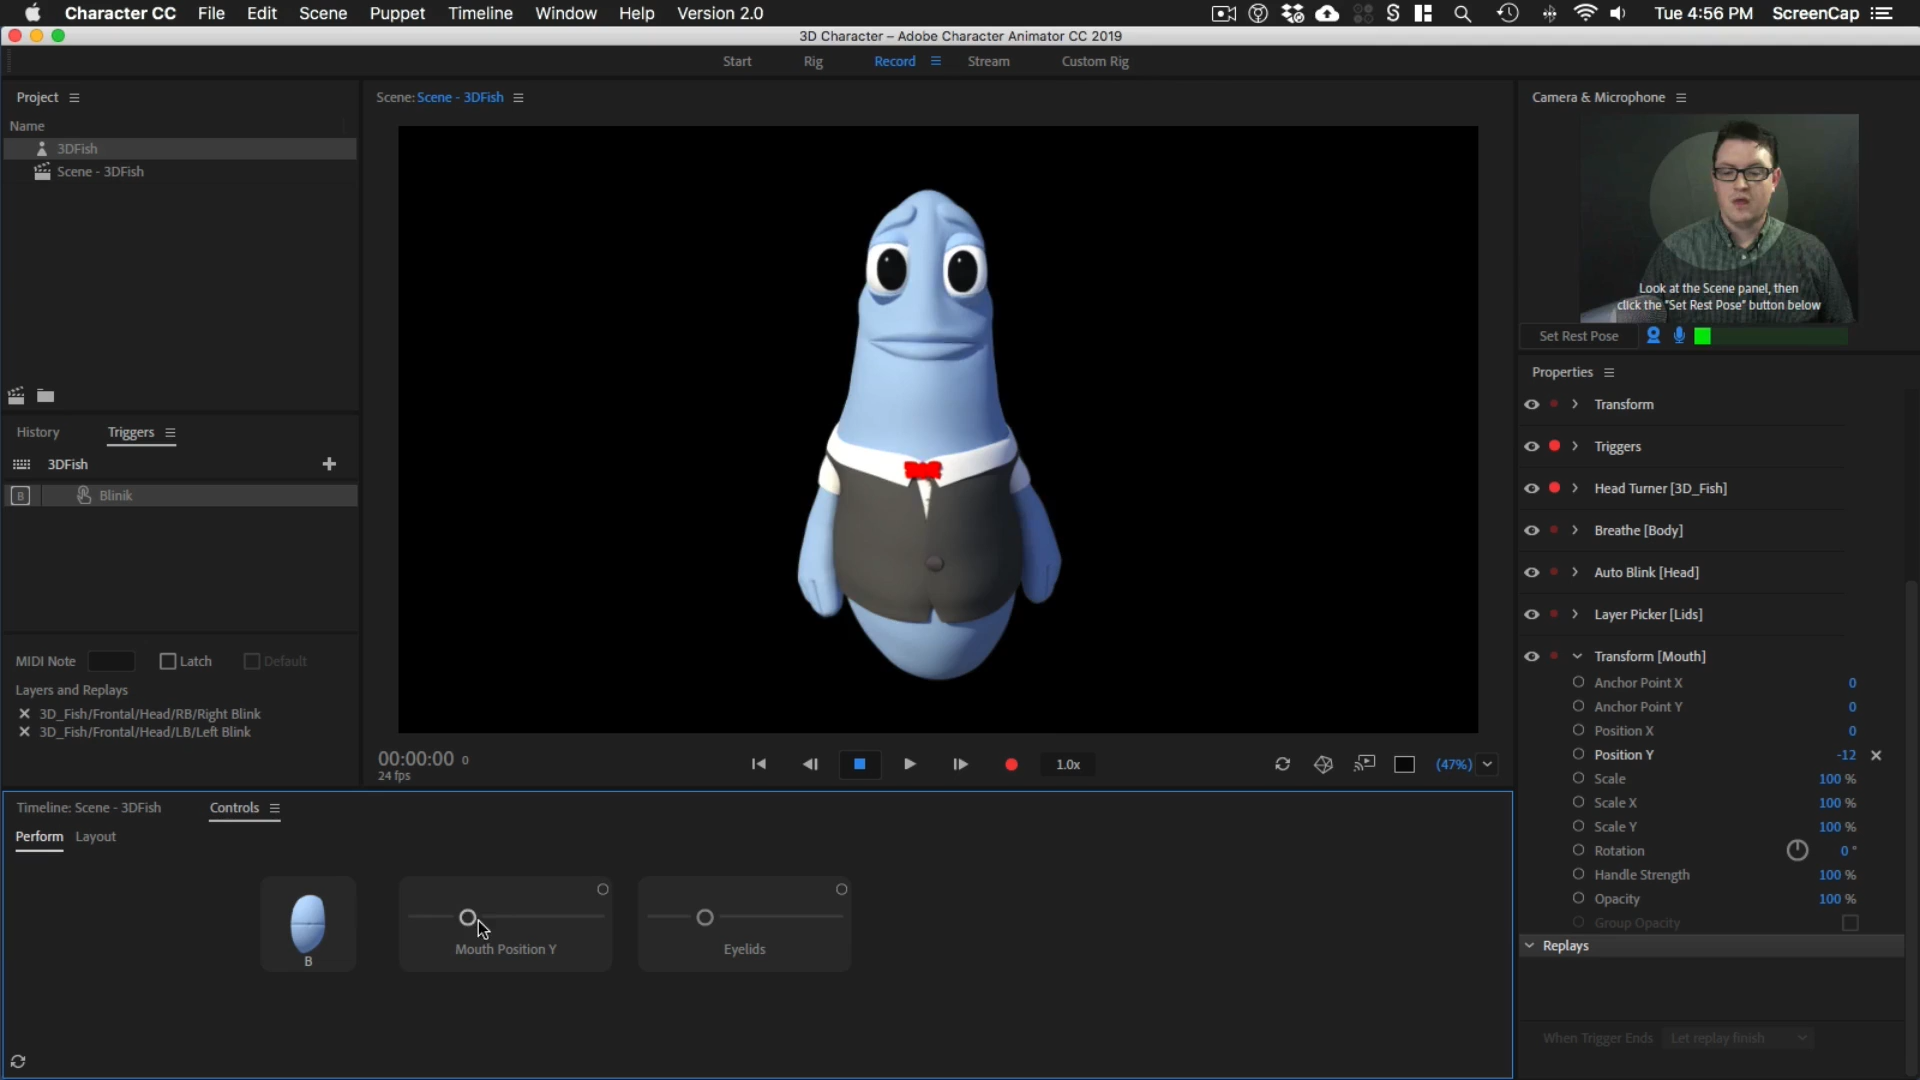 Character CC File Edit Scene Puppet Timeline Window Help Version 2.0 Tue 4:56 PM ScreenCap
3D Character – Adobe Character Animator CC 2019
Start Rig Record Stream Custom Rig
Project
Name
3DFish
Scene - 3DFish
Scene: Scene - 3DFish
Camera & Microphone
Look at the Scene panel, then
click the "Set Rest Pose" button below
Set Rest Pose
History Triggers
3DFish
B Blinik
MIDI Note Latch Default
Layers and Replays
3D_Fish/Frontal/Head/RB/Right Blink
3D_Fish/Frontal/Head/LB/Left Blink
00:00:00 0
24 fps
1.0x
(47%)
Properties
Transform
Triggers
Head Turner [3D_Fish]
Breathe [Body]
Auto Blink [Head]
Layer Picker [Lids]
Transform [Mouth]
Anchor Point X 0
Anchor Point Y 0
Position X 0
Position Y -12
Scale 100 %
Scale X 100 %
Scale Y 100 %
Rotation 0 °
Handle Strength 100 %
Opacity 100 %
Group Opacity
Replays
When Trigger Ends Let replay finish
Timeline: Scene - 3DFish Controls
Perform Layout
B
Mouth Position Y
Eyelids